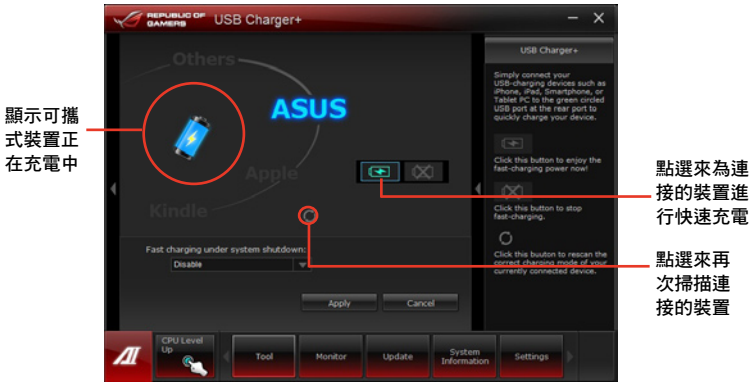 REPUBLIC OF
GAMERS
USB Charger+
Others
ASUS
Apple
Kindle
Fast charging under system shutdown:
Disable
Apply
Cancel
USB Charger+
Simply connect your
USB-charging devices such as
iPhone, iPad, Smartphone, or
Tablet PC to the green circled
USB port at the rear port to
quickly charge your device.
Click this button to enjoy the
fast-charging power now!
Click this button to stop
fast-charging.
Click this buuton to rescan the
correct charging mode of your
currently connected device.
CPU Level
Up
Tool
Monitor
Update
System
Information
Settings
顯示可攜
式裝置正
在充電中
點選來為連
接的裝置進
行快速充電
點選來再
次掃描連
接的裝置